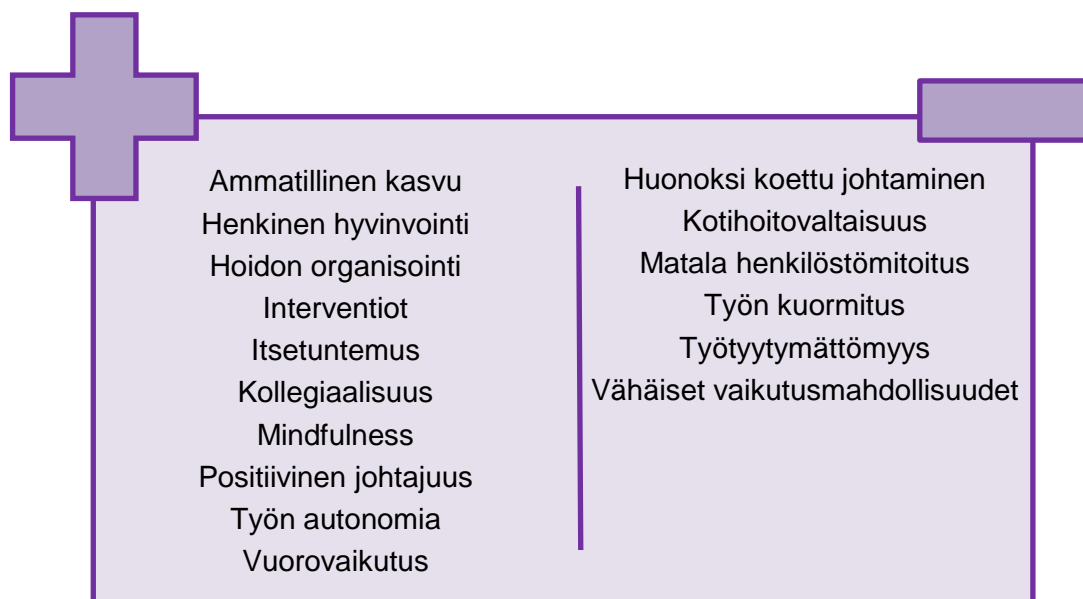 Ammatillinen kasvu
Henkinen hyvinvointi
Hoidon organisointi
Interventiot
Itsetuntemus
Kollegiaalisuus
Mindfulness
Positiivinen johtajuus
Työn autonomia
Vuorovaikutus
Huonoksi koettu johtaminen
Kotihoitovaltaisuus
Matala henkilöstömitoitus
Työn kuormitus
Työtyytymättömyys
Vähäiset vaikutusmahdollisuudet